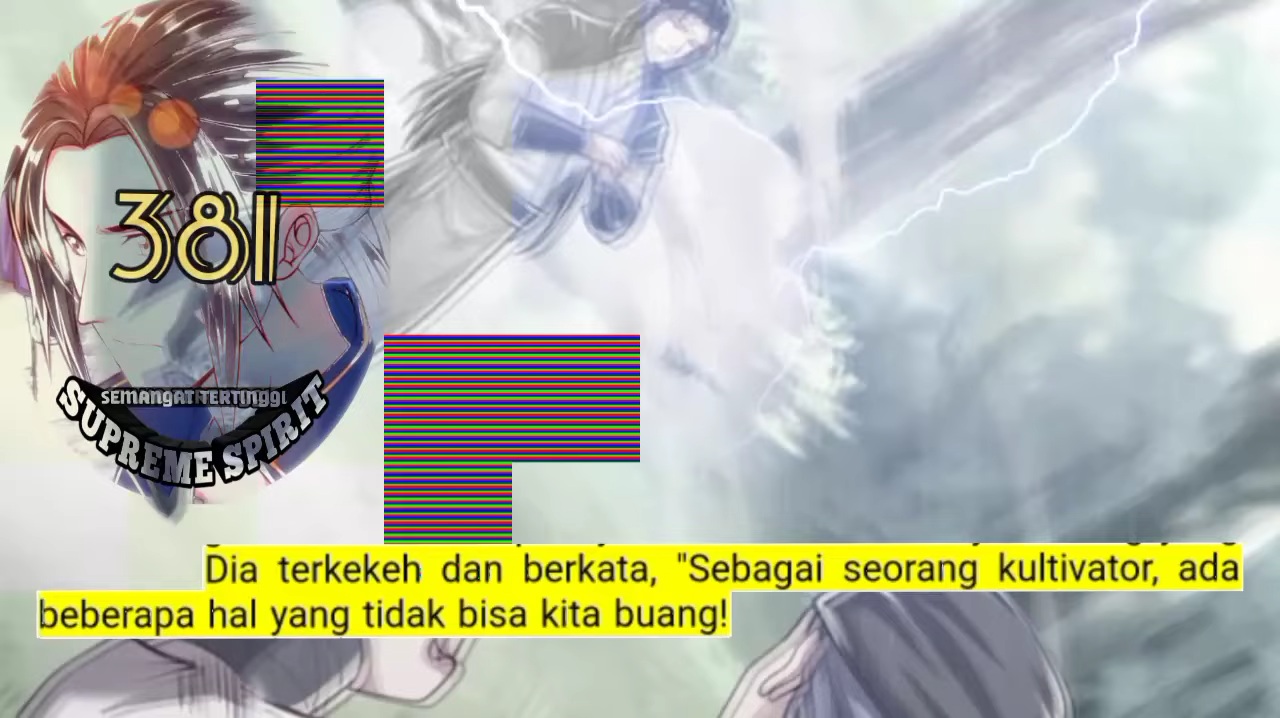 381
SEMANGAT TERTINGGI
SUPREME SPIRIT
Dia terkekeh dan berkata, "Sebagai seorang kultivator, ada
beberapa hal yang tidak bisa kita buang!